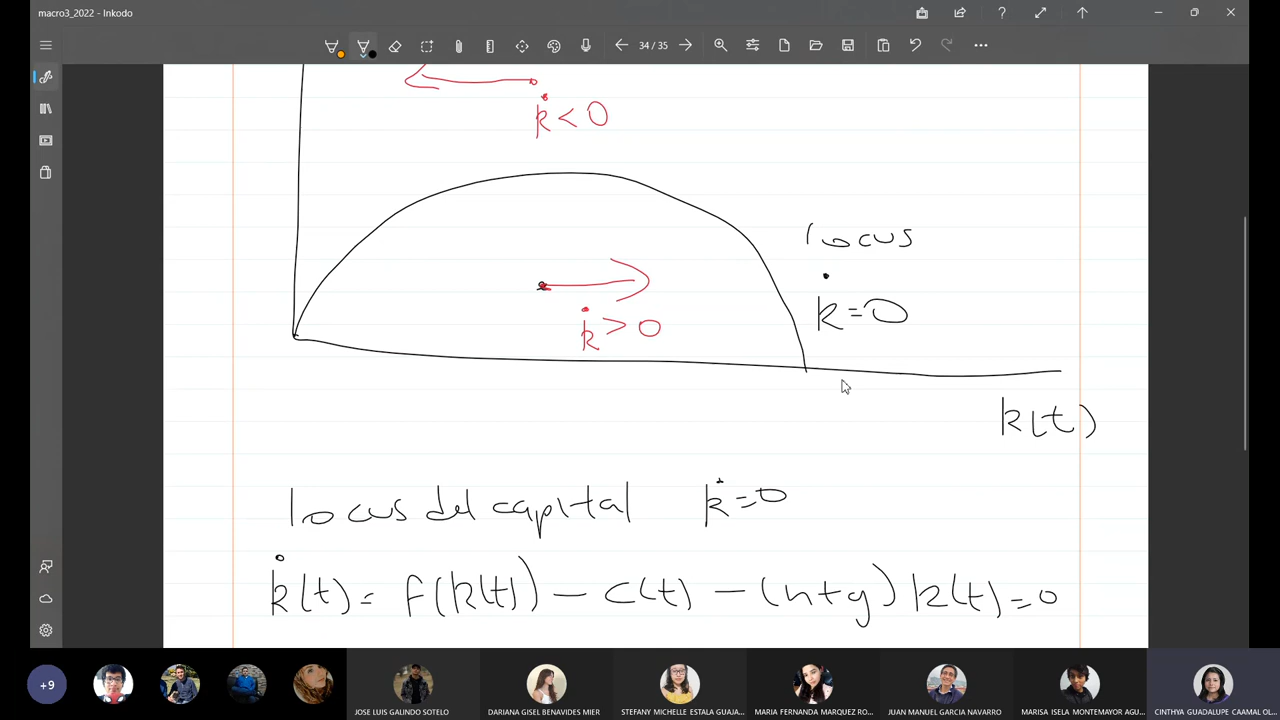 macro3_2022 - Inkodo
34 / 35
k̇ < 0
locus
k̇ = 0
k̇ > 0
k(t)
locus del capital k̇ = 0
k̇(t) = f(k(t)) - c(t) - (n+g) k(t) = 0
+9
JOSE LUIS GALINDO SOTELO
DARIANA GISEL BENAVIDES MIER
STEFANY MICHELLE ESTALA GUAJA...
MARIA FERNANDA MARQUEZ RO...
JUAN MANUEL GARCIA NAVARRO
MARISA ISELA MONTEMAYOR AGU...
CINTHYA GUADALUPE CAAMAL OL...